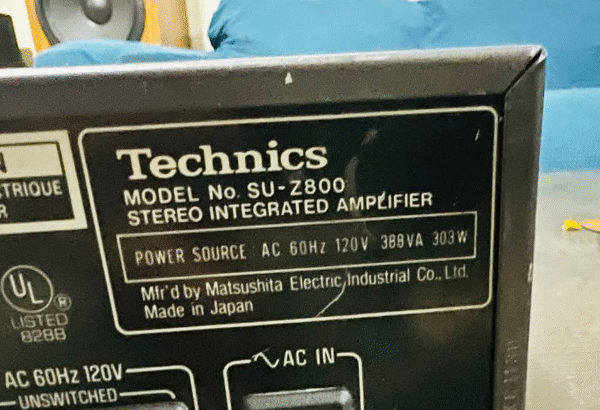 Technics
MODEL No. SU-Z800
STEREO INTEGRATED AMPLIFIER
POWER SOURCE AC 60Hz 120V 388VA 303W
Mfr'd by Matsushita Electric Industrial Co., Ltd.
Made in Japan
TRIQUE
UL ®
LISTED
828B
AC 60Hz 120V
UNSWITCHED
AC IN